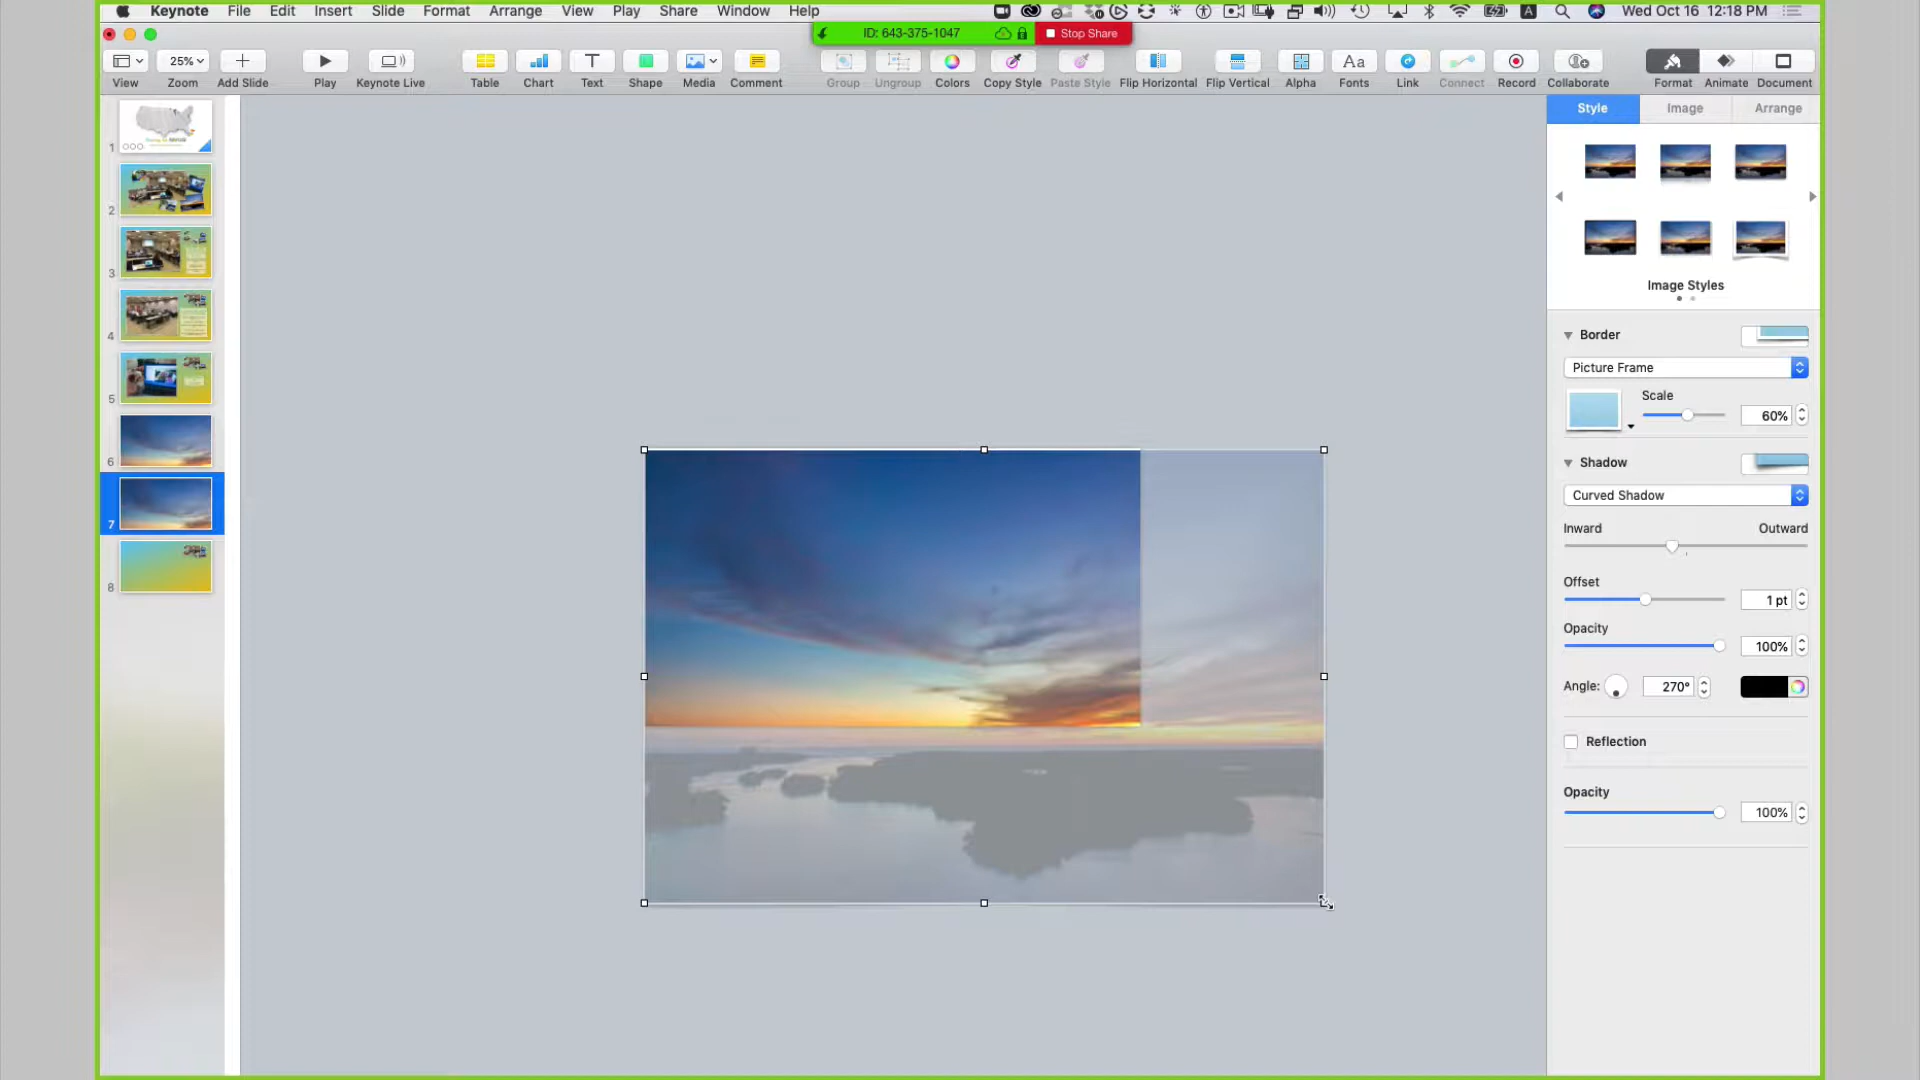 Keynote File Edit Insert Slide Format Arrange View Play Share Window Help
Wed Oct 16 12:18 PM
ID: 643-375-1047
Stop Share
25%
View Zoom Add Slide Play Keynote Live Table Chart Text Shape Media Comment Group Ungroup Colors Copy Style Paste Style Flip Horizontal Flip Vertical Alpha Fonts Link Connect Record Collaborate Format Animate Document
Style Image Arrange
Image Styles
Border
Picture Frame
Scale
60%
Shadow
Curved Shadow
Inward Outward
Offset
1 pt
Opacity
100%
Angle: 270°
Reflection
Opacity
100%
1
2
3
4
5
6
7
8